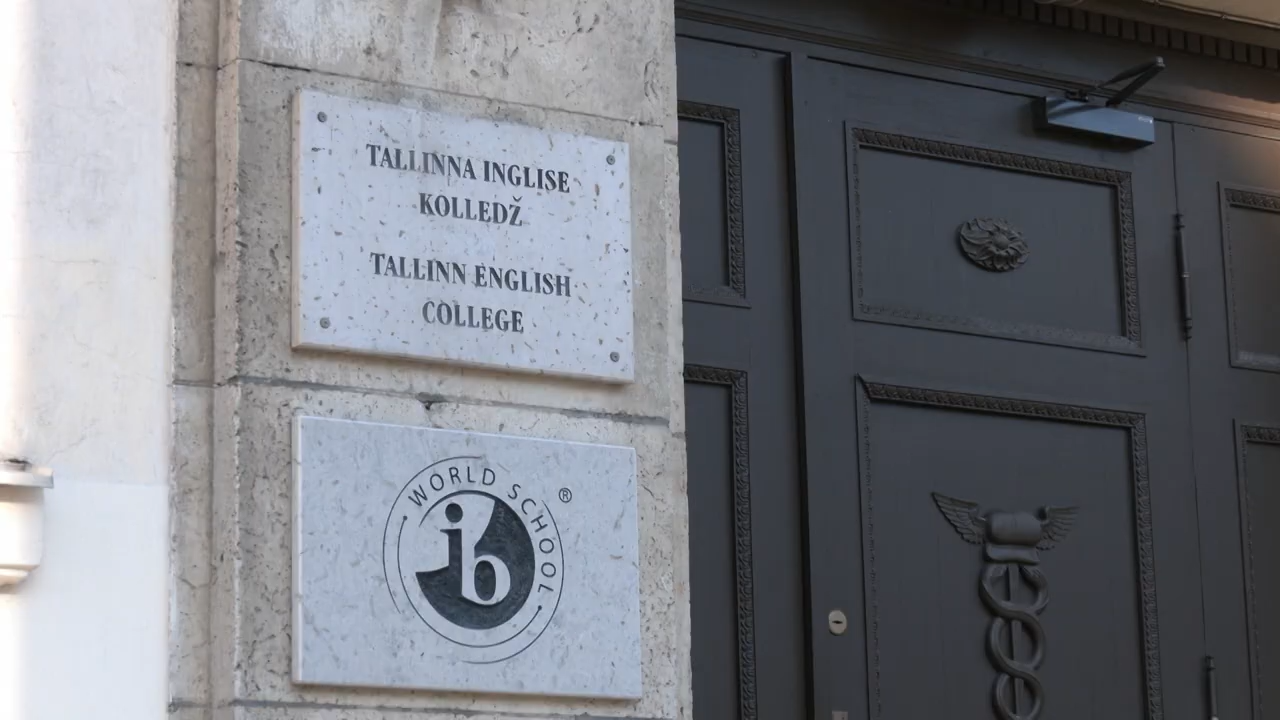 TALLINNA INGLISE
KOLLEDŽ
TALLINN ENGLISH
COLLEGE
WORLD SCHOOL
®
ib